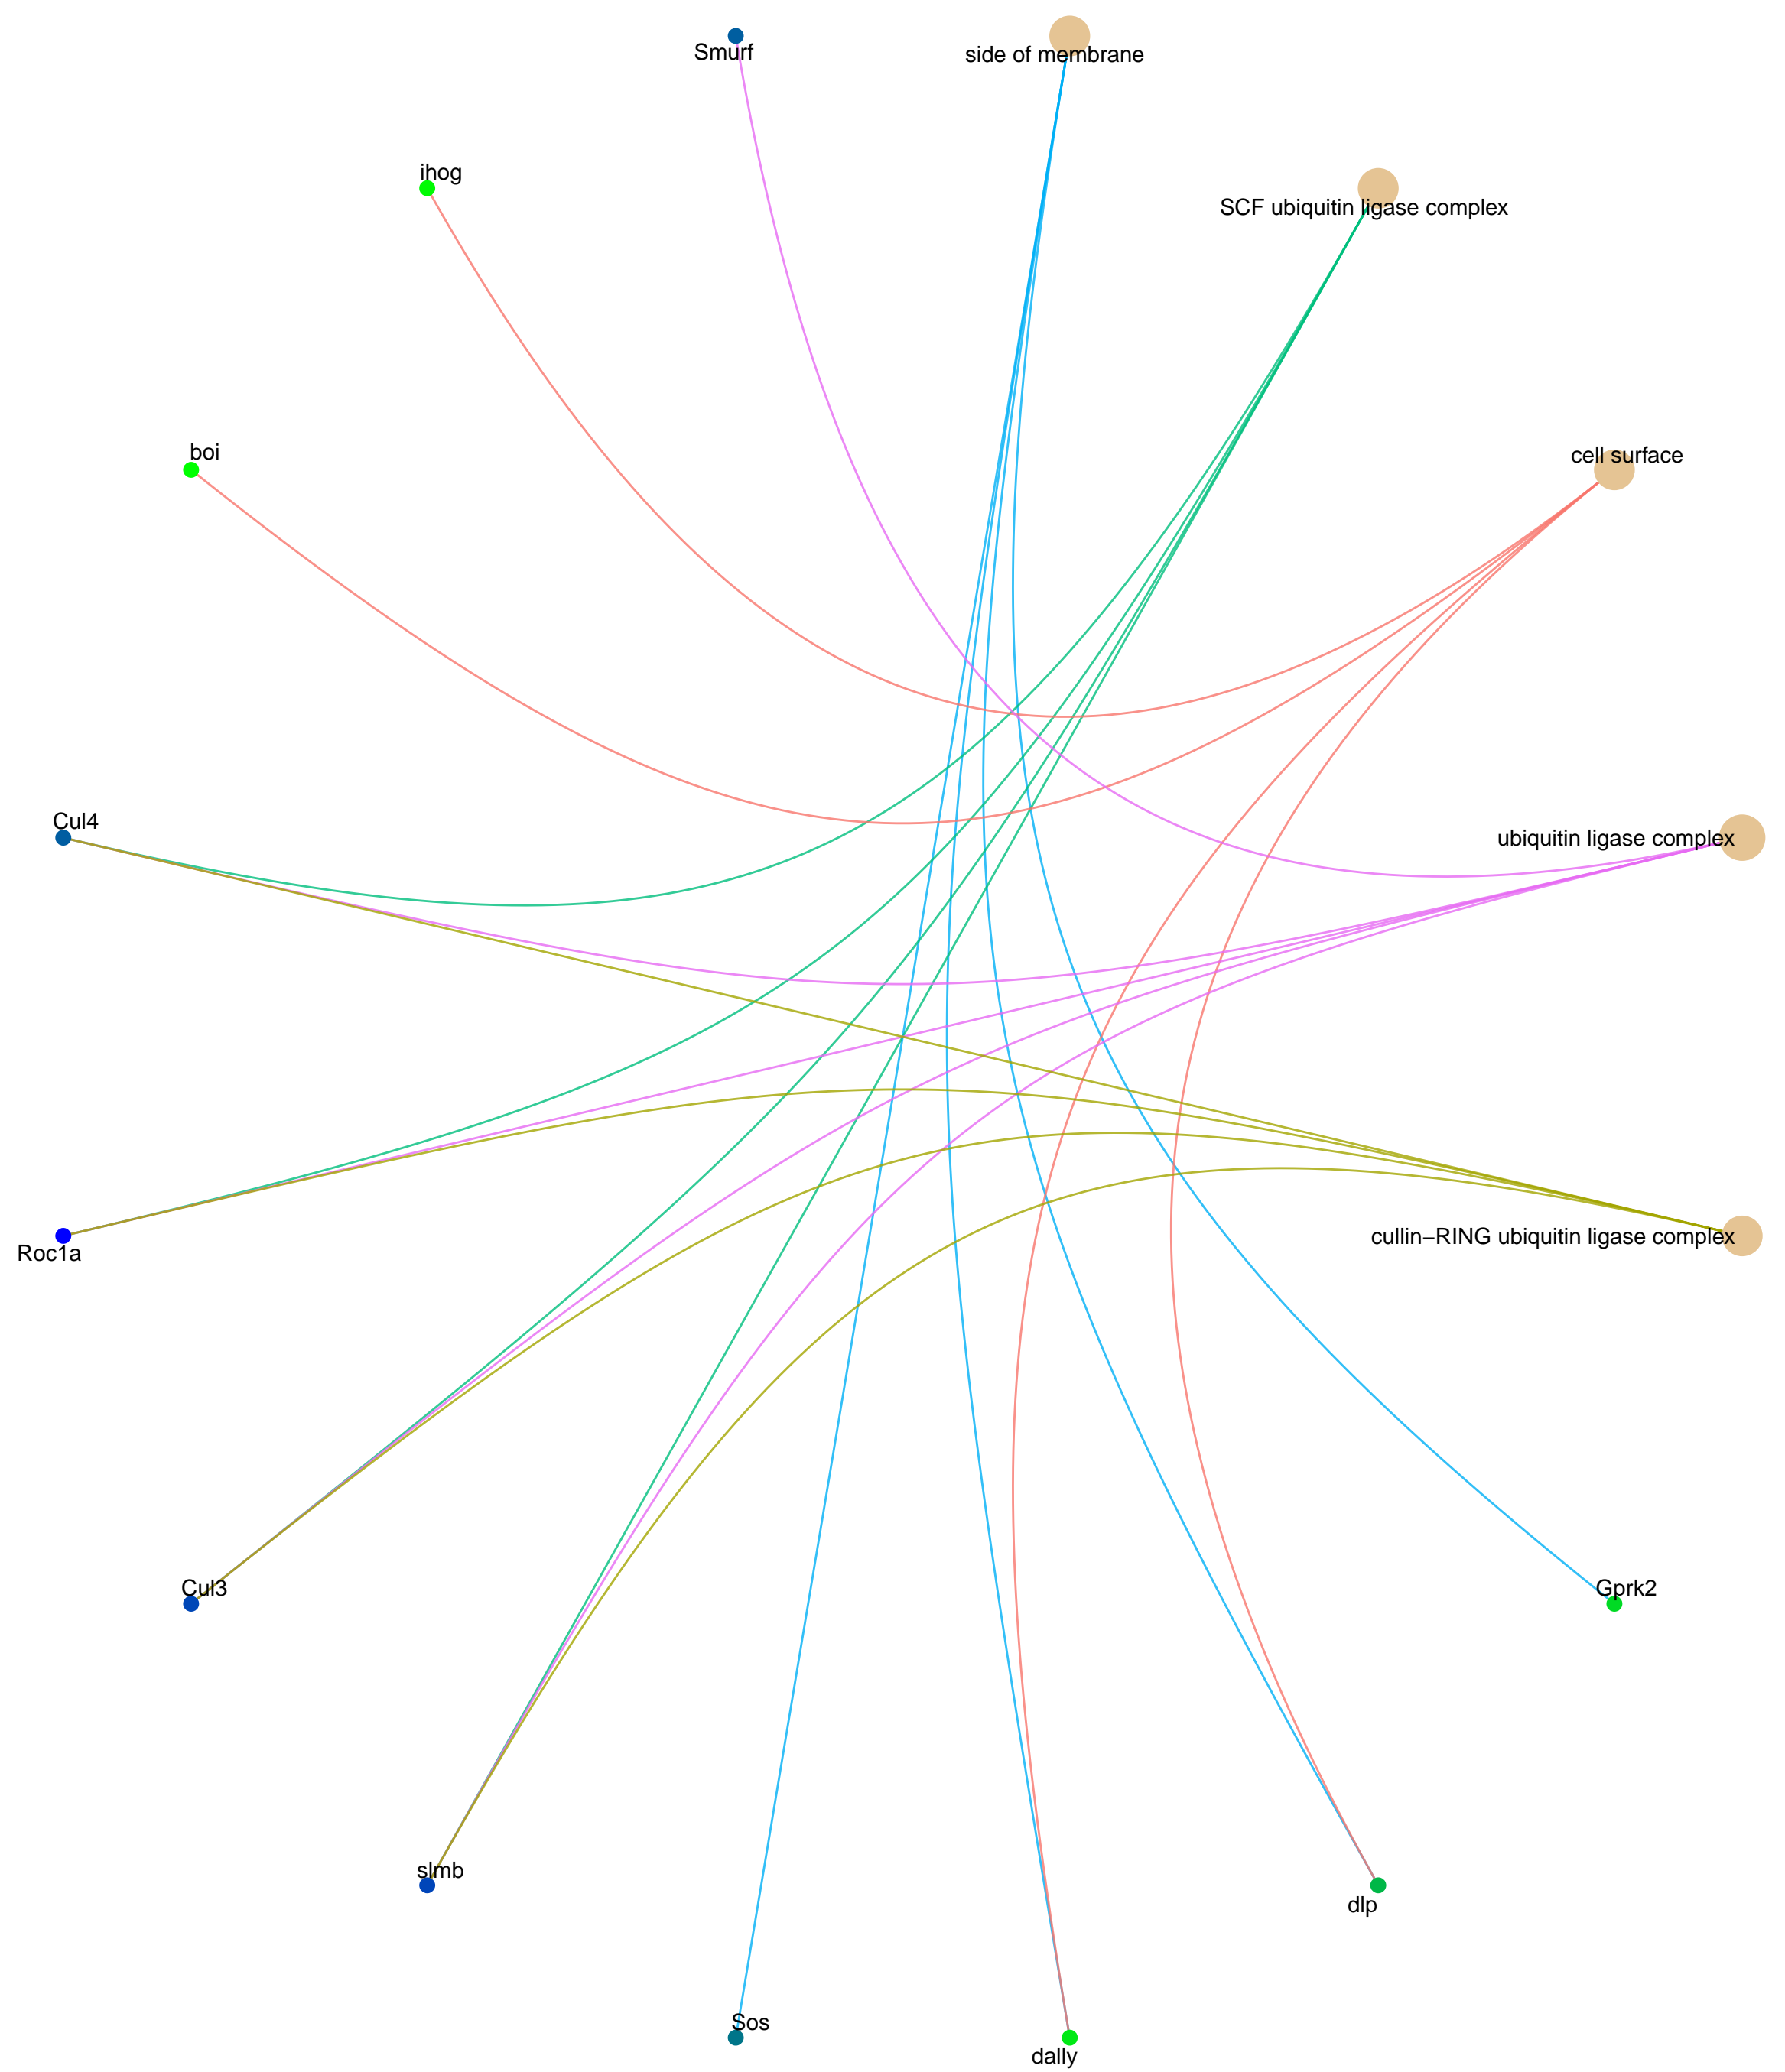 Smurf
side of membrane
ihog
SCF ubiquitin ligase complex
boi
cell surface
Cul4
ubiquitin ligase complex
Roc1a
cullin−RING ubiquitin ligase complex
Cul3
Gprk2
slmb
dlp
Sos
dally